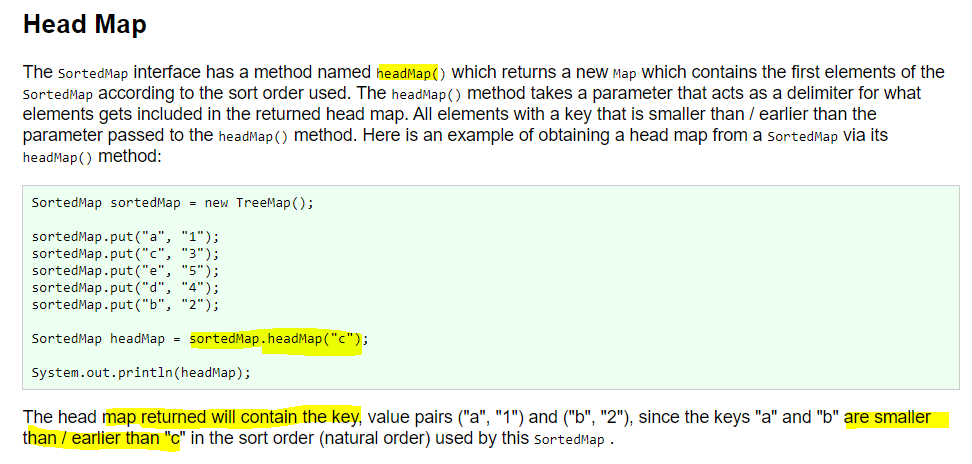 Head Map
The SortedMap interface has a method named headMap() which returns a new Map which contains the first elements of the
SortedMap according to the sort order used. The headMap() method takes a parameter that acts as a delimiter for what
elements gets included in the returned head map. All elements with a key that is smaller than / earlier than the
parameter passed to the headMap() method. Here is an example of obtaining a head map from a SortedMap via its
headMap() method:
SortedMap sortedMap = new TreeMap();
sortedMap.put("a", "1");
sortedMap.put("c", "3");
sortedMap.put("e", "5");
sortedMap.put("d", "4");
sortedMap.put("b", "2");
SortedMap headMap = sortedMap.headMap("c");
System.out.println(headMap);
The head map returned will contain the key, value pairs ("a", "1") and ("b", "2"), since the keys "a" and "b" are smaller
than / earlier than "c" in the sort order (natural order) used by this SortedMap .